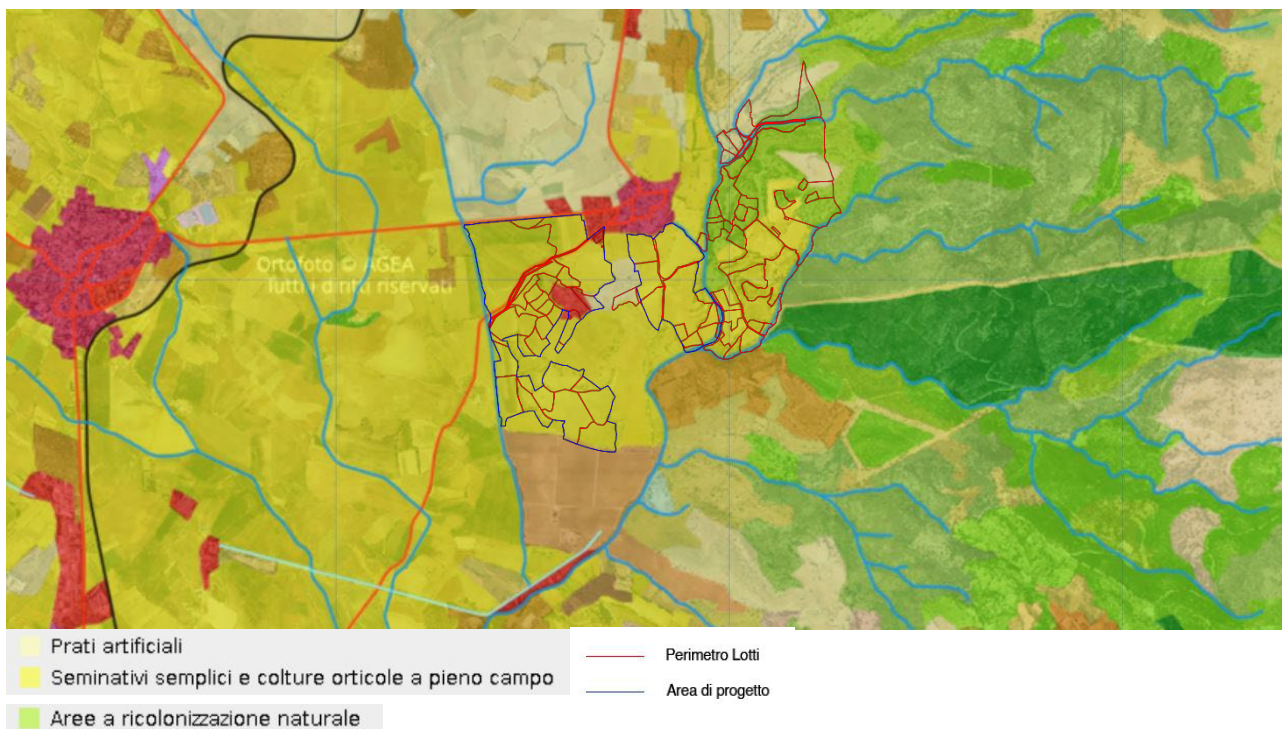 Ortofoto © AGEA
Tutti i diritti riservati
Prati artificiali
Seminativi semplici e colture orticole a pieno campo
Aree a ricolonizzazione naturale
Perimetro Lotti
Area di progetto